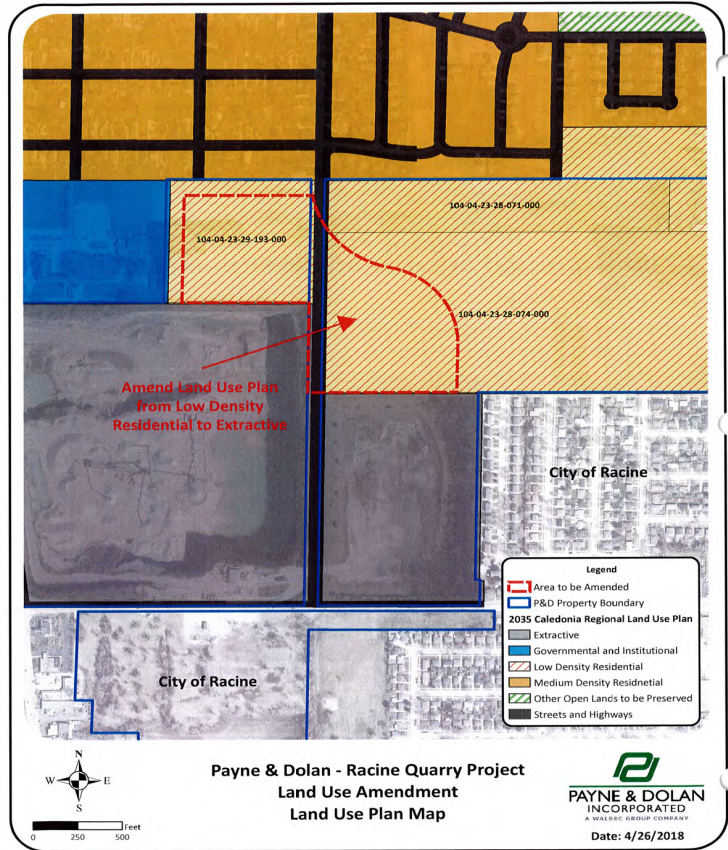 104-04-23-28-071-000
104-04-23-29-193-000
104-04-23-28-074-000
Amend Land Use Plan
from Low Density
Residential to Extractive
City of Racine
City of Racine
Legend
Area to be Amended
P&D Property Boundary
2035 Caledonia Regional Land Use Plan
Extractive
Governmental and Institutional
Low Density Residential
Medium Density Residnetial
Other Open Lands to be Preserved
Streets and Highways
N
W E
S
0 250 500 Feet
Payne & Dolan - Racine Quarry Project
Land Use Amendment
Land Use Plan Map
PAYNE & DOLAN
INCORPORATED
A WALBEC GROUP COMPANY
Date: 4/26/2018